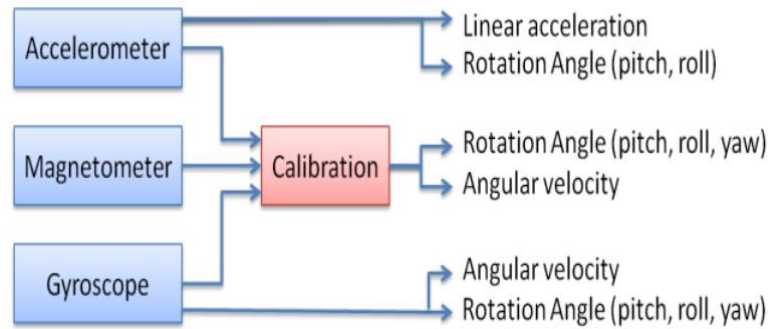 Accelerometer
Linear acceleration
Rotation Angle (pitch, roll)
Magnetometer
Calibration
Rotation Angle (pitch, roll, yaw)
Angular velocity
Gyroscope
Angular velocity
Rotation Angle (pitch, roll, yaw)